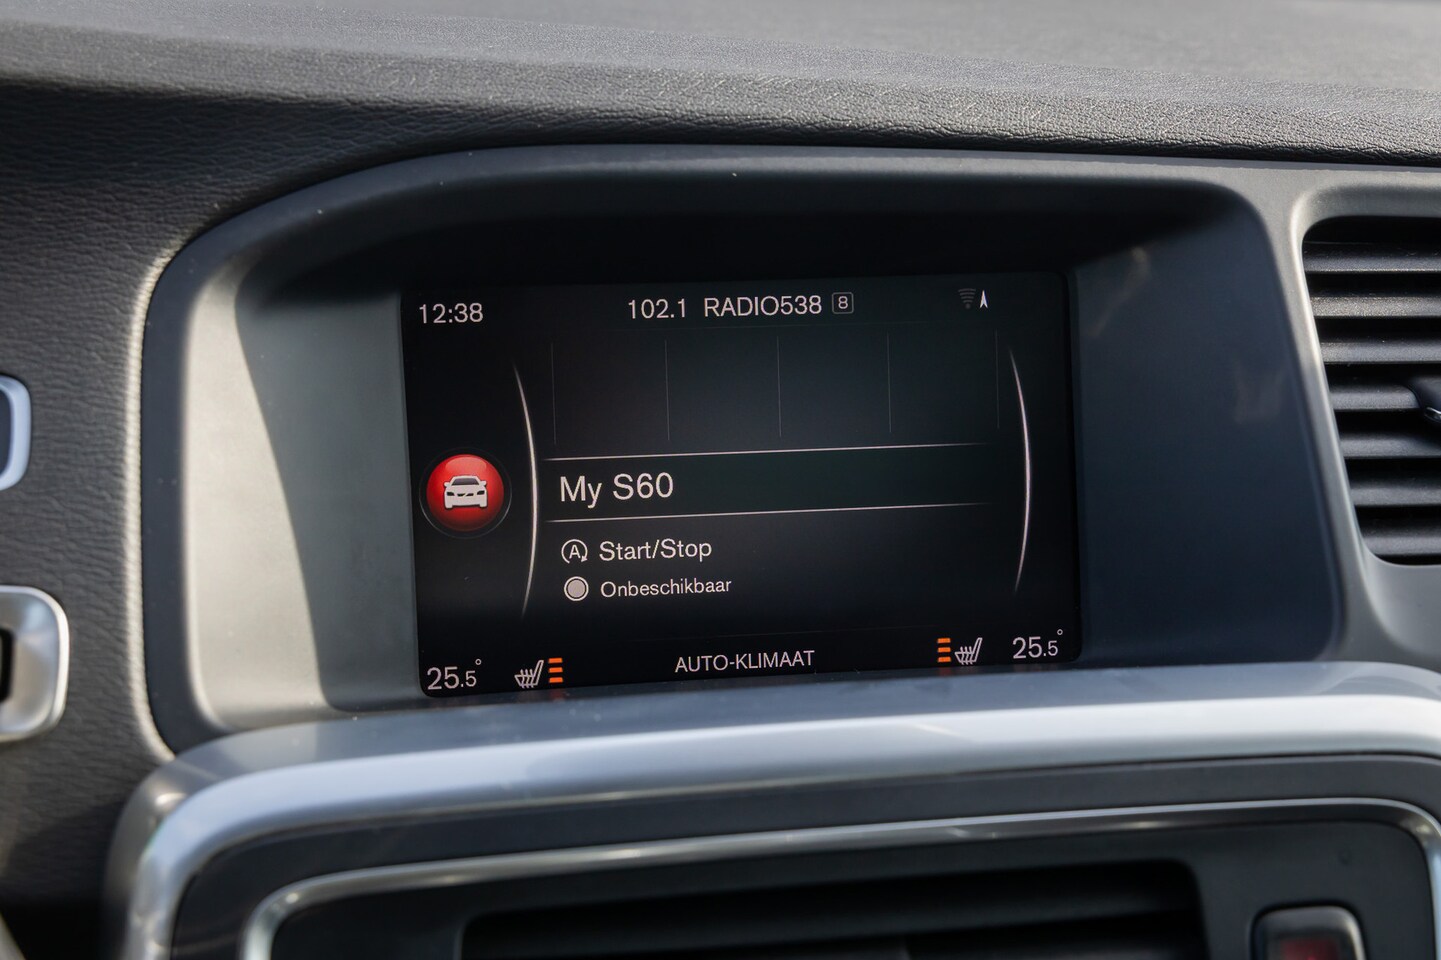 12:38 102.1 RADIO538 8
My S60
A Start/Stop
Onbeschikbaar
25.5° AUTO-KLIMAAT 25.5°